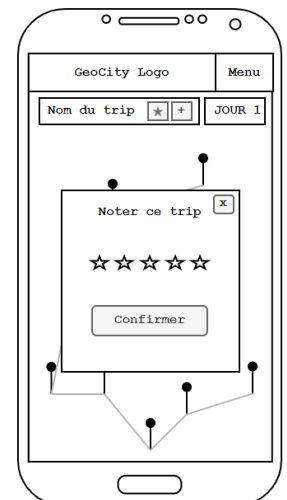 GeoCity Logo Menu
Nom du trip ★ + JOUR 1
x
Noter ce trip
Confirmer